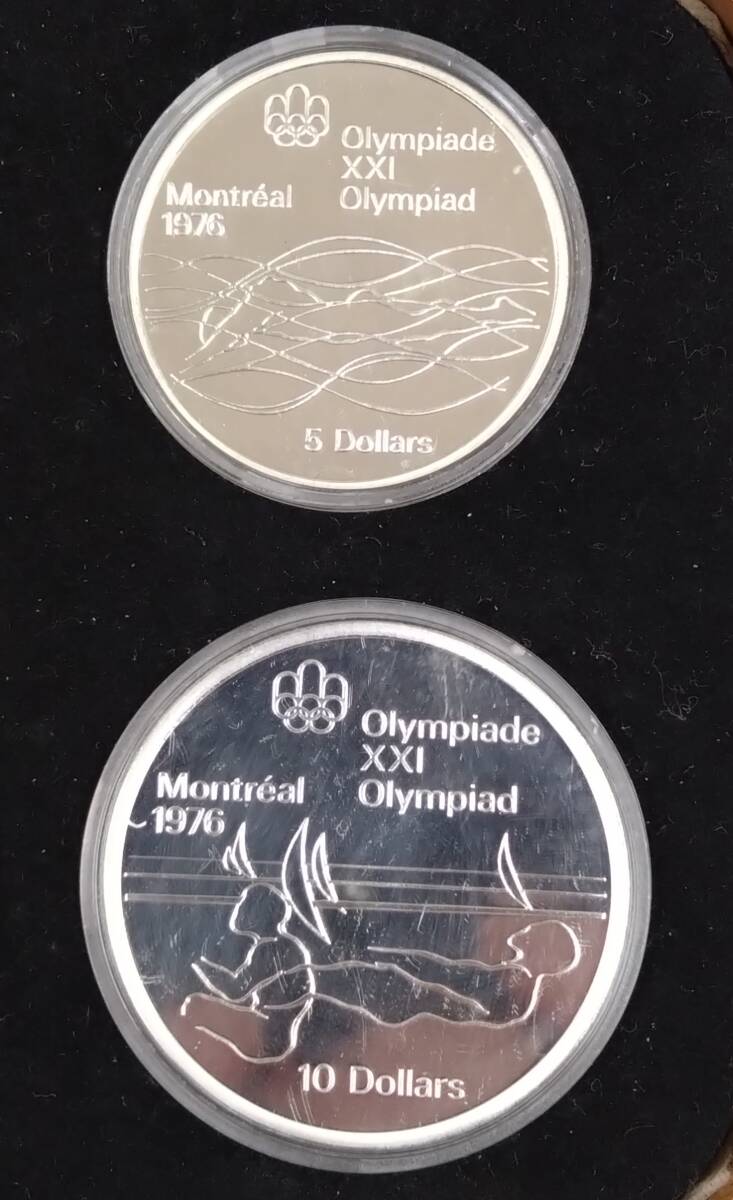 Olympiade
XXI
Olympiad
Montréal
1976
5 Dollars
Olympiade
XXI
Olympiad
Montréal
1976
10 Dollars